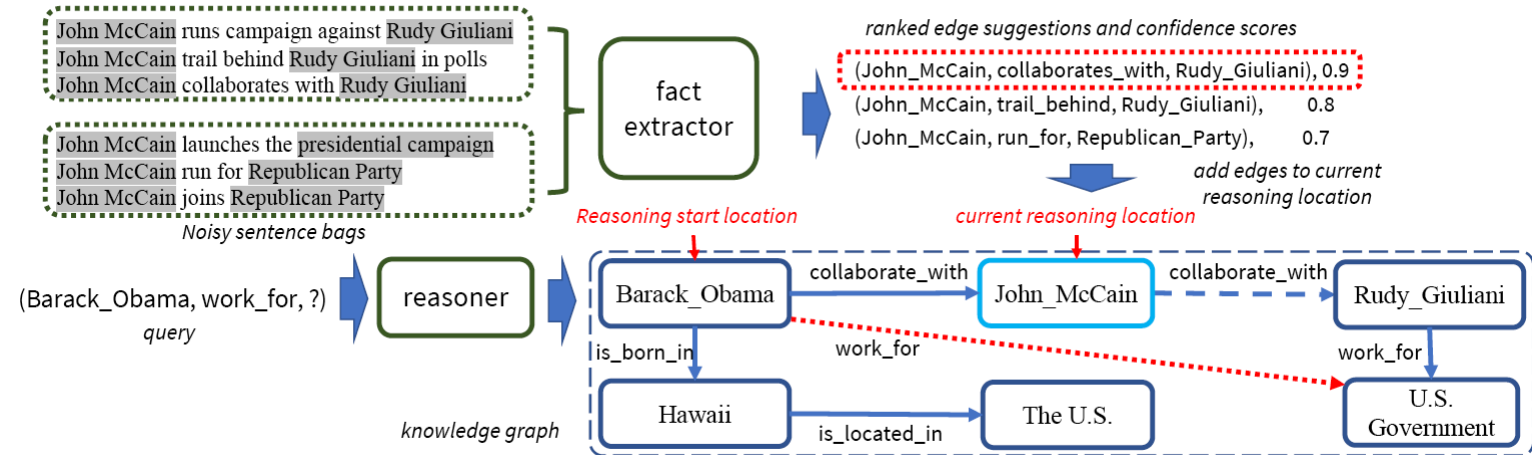 John McCain runs campaign against Rudy Giuliani
John McCain trail behind Rudy Giuliani in polls
John McCain collaborates with Rudy Giuliani
John McCain launches the presidential campaign
John McCain run for Republican Party
John McCain joins Republican Party
Noisy sentence bags
fact
extractor
ranked edge suggestions and confidence scores
(John_McCain, collaborates_with, Rudy_Giuliani), 0.9
(John_McCain, trail_behind, Rudy_Giuliani), 0.8
(John_McCain, run_for, Republican_Party), 0.7
add edges to current
reasoning location
Reasoning start location
current reasoning location
(Barack_Obama, work_for, ?)
query
reasoner
Barack_Obama
collaborate_with
John_McCain
collaborate_with
Rudy_Giuliani
is_born_in
work_for
work_for
Hawaii
is_located_in
The U.S.
U.S.
Government
knowledge graph